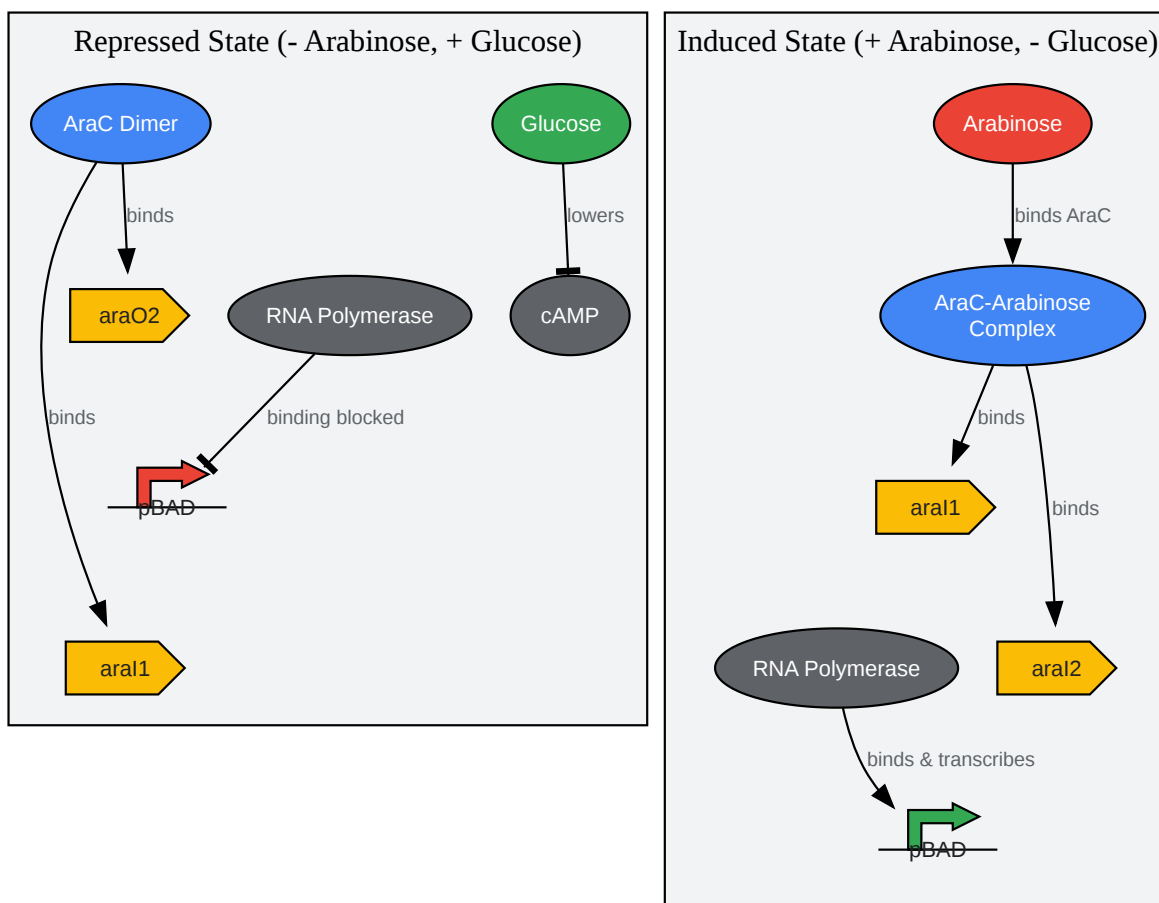 Repressed State (- Arabinose, + Glucose)
AraC Dimer
Glucose
binds
lowers
araO2
RNA Polymerase
cAMP
binds
binding blocked
pBAD
araI1
Induced State (+ Arabinose, - Glucose)
Arabinose
binds AraC
AraC-Arabinose
Complex
binds
araI1
binds
RNA Polymerase
araI2
binds & transcribes
pBAD